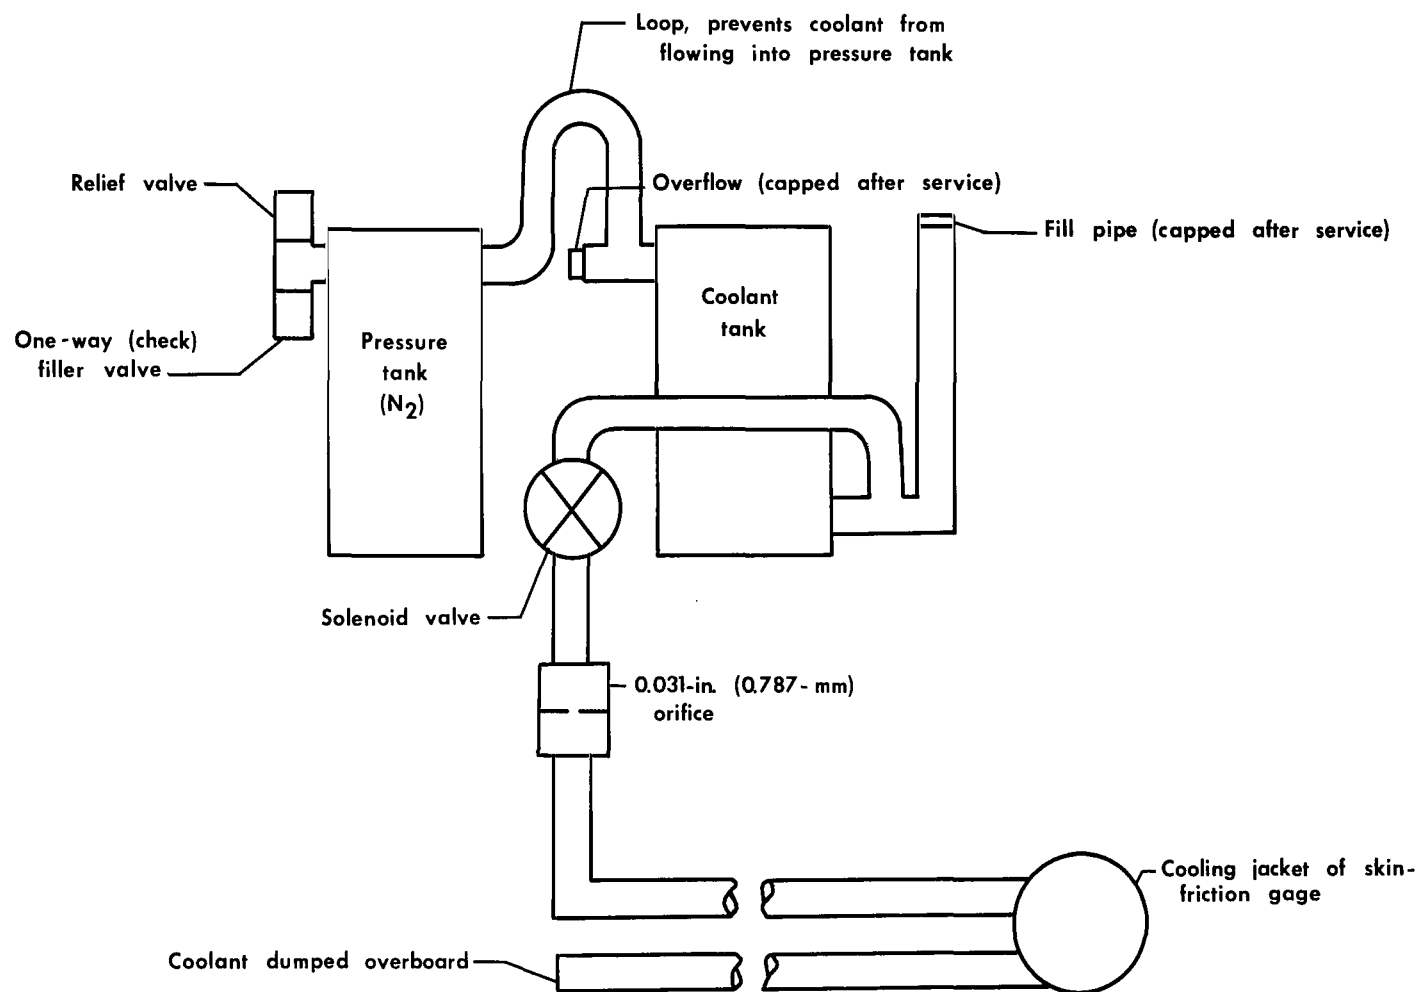 Loop, prevents coolant from
flowing into pressure tank
Relief valve
Overflow (capped after service)
Fill pipe (capped after service)
Coolant
tank
One-way (check)
filler valve
Pressure
tank
(N2)
Solenoid valve
0.031-in. (0.787-mm)
orifice
Cooling jacket of skin-
friction gage
Coolant dumped overboard